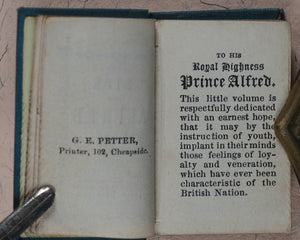 G. E. PETTER,
Printer, 102, Cheapside.
TO HIS
Royal Highness
Prince Alfred.
This little volume is
respectfully dedicated
with an earnest hope,
that it may by the
instruction of youth,
implant in their minds
those feelings of loy-
alty and veneration,
which have ever been
characteristic of the
British Nation.